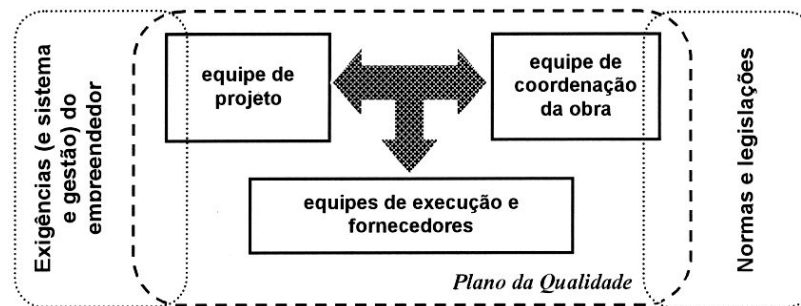 Exigências (e sistema
e gestão) do
empreendedor
equipe de
projeto
equipe de
coordenação
da obra
equipes de execução e
fornecedores
Plano da Qualidade
Normas e legislações